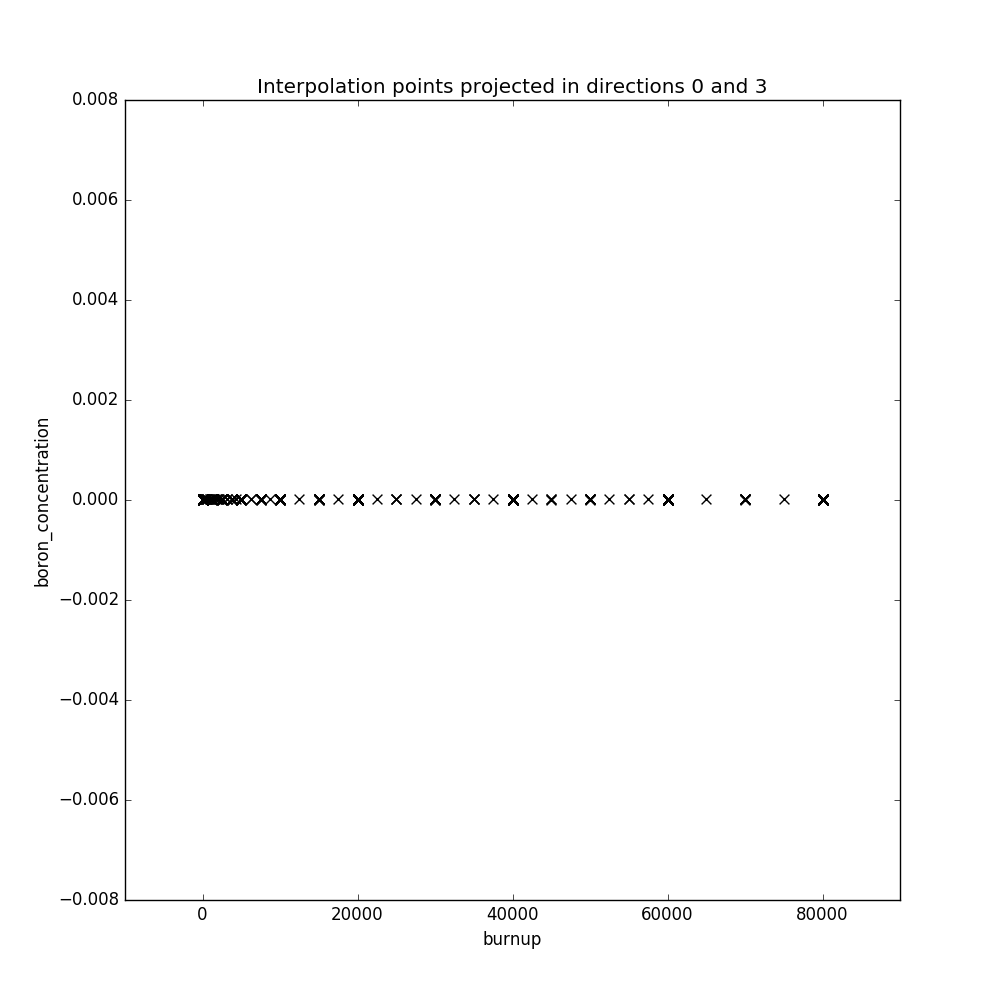 Interpolation points projected in directions 0 and 3
0.008
0.006
0.004
0.002
0.000
−0.002
−0.004
−0.006
−0.008
boron_concentration
0 20000 40000 60000 80000
burnup